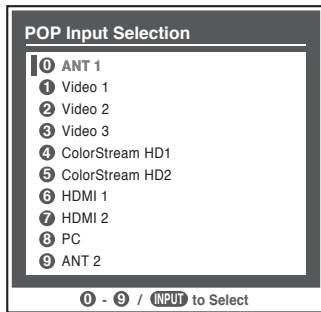 POP Input Selection
0 ANT 1
1 Video 1
2 Video 2
3 Video 3
4 ColorStream HD1
5 ColorStream HD2
6 HDMI 1
7 HDMI 2
8 PC
9 ANT 2
0 - 9 / INPUT to Select